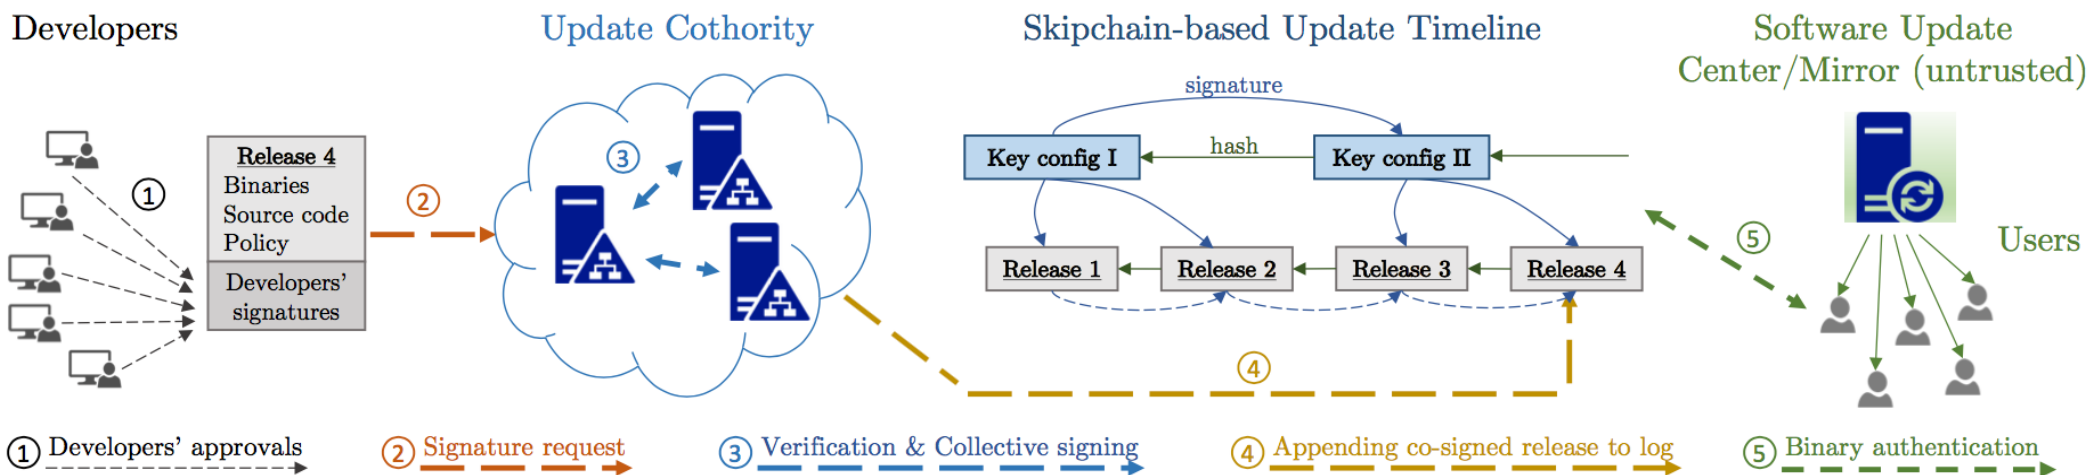 Developers
Update Cothority
Skipchain-based Update Timeline
Software Update
Center/Mirror (untrusted)
1
Release 4
Binaries
Source code
Policy
Developers'
signatures
2
3
signature
Key config I
hash
Key config II
Release 1
Release 2
Release 3
Release 4
4
5
Users
1 Developers' approvals
2 Signature request
3 Verification & Collective signing
4 Appending co-signed release to log
5 Binary authentication